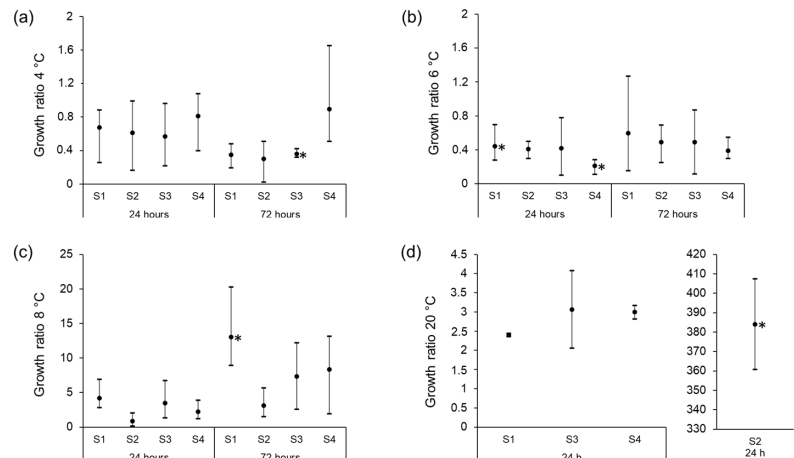 (a)
2
1.6
1.2
0.8
0.4
0
Growth ratio 4 °C
*
S1 S2 S3 S4 S1 S2 S3 S4
24 hours 72 hours
(b)
2
1.6
1.2
0.8
0.4
0
Growth ratio 6 °C
* *
S1 S2 S3 S4 S1 S2 S3 S4
24 hours 72 hours
(c)
25
20
15
10
5
0
Growth ratio 8 °C
*
S1 S2 S3 S4 S1 S2 S3 S4
24 hours 72 hours
(d)
4.5
4
3.5
3
2.5
2
1.5
1
0.5
0
Growth ratio 20 °C
S1 S3 S4
24 h
420
410
400
390
380
370
360
350
340
330
*
S2
24 h